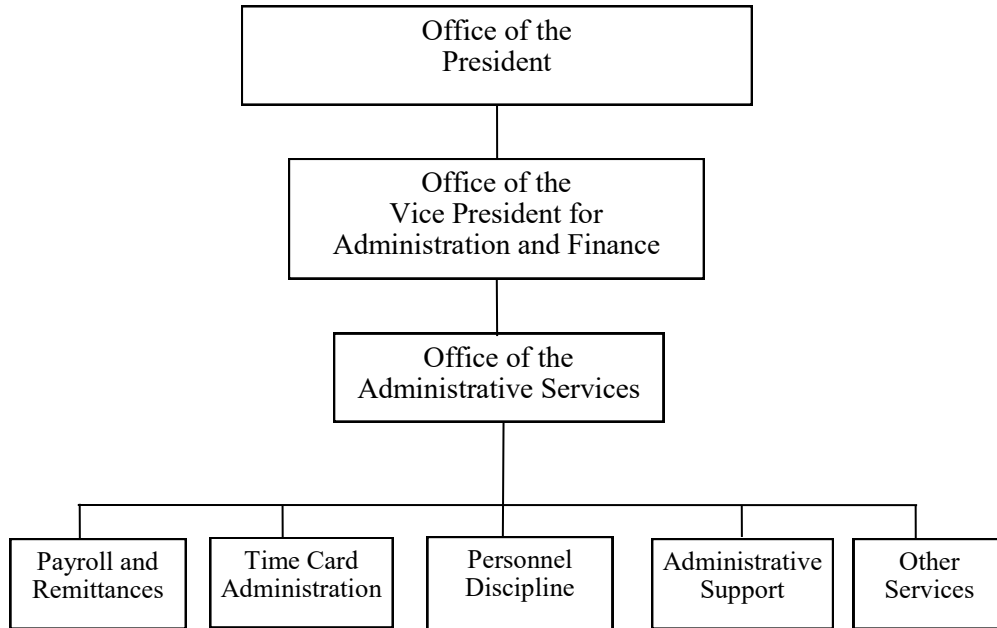 Office of the
President
Office of the
Vice President for
Administration and Finance
Office of the
Administrative Services
Payroll and
Remittances
Time Card
Administration
Personnel
Discipline
Administrative
Support
Other
Services